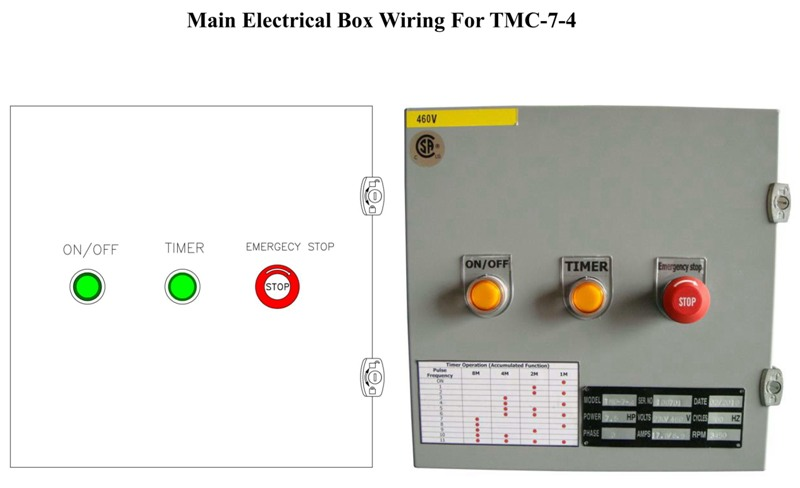 Main Electrical Box Wiring For TMC-7-4
ON/OFF
TIMER
EMERGECY STOP
STOP
460V
CSA
ON/OFF
TIMER
Emergency stop
STOP
Timer Operation (Accumulated Function)
Pulse Frequency 8M 4M 2M 1M
ON
1
2
3
4
5
6
7
8
9
10
11
MODEL SER.NO DATE
POWER HP VOLTS V CYCLES HZ
PHASE AMPS RPM